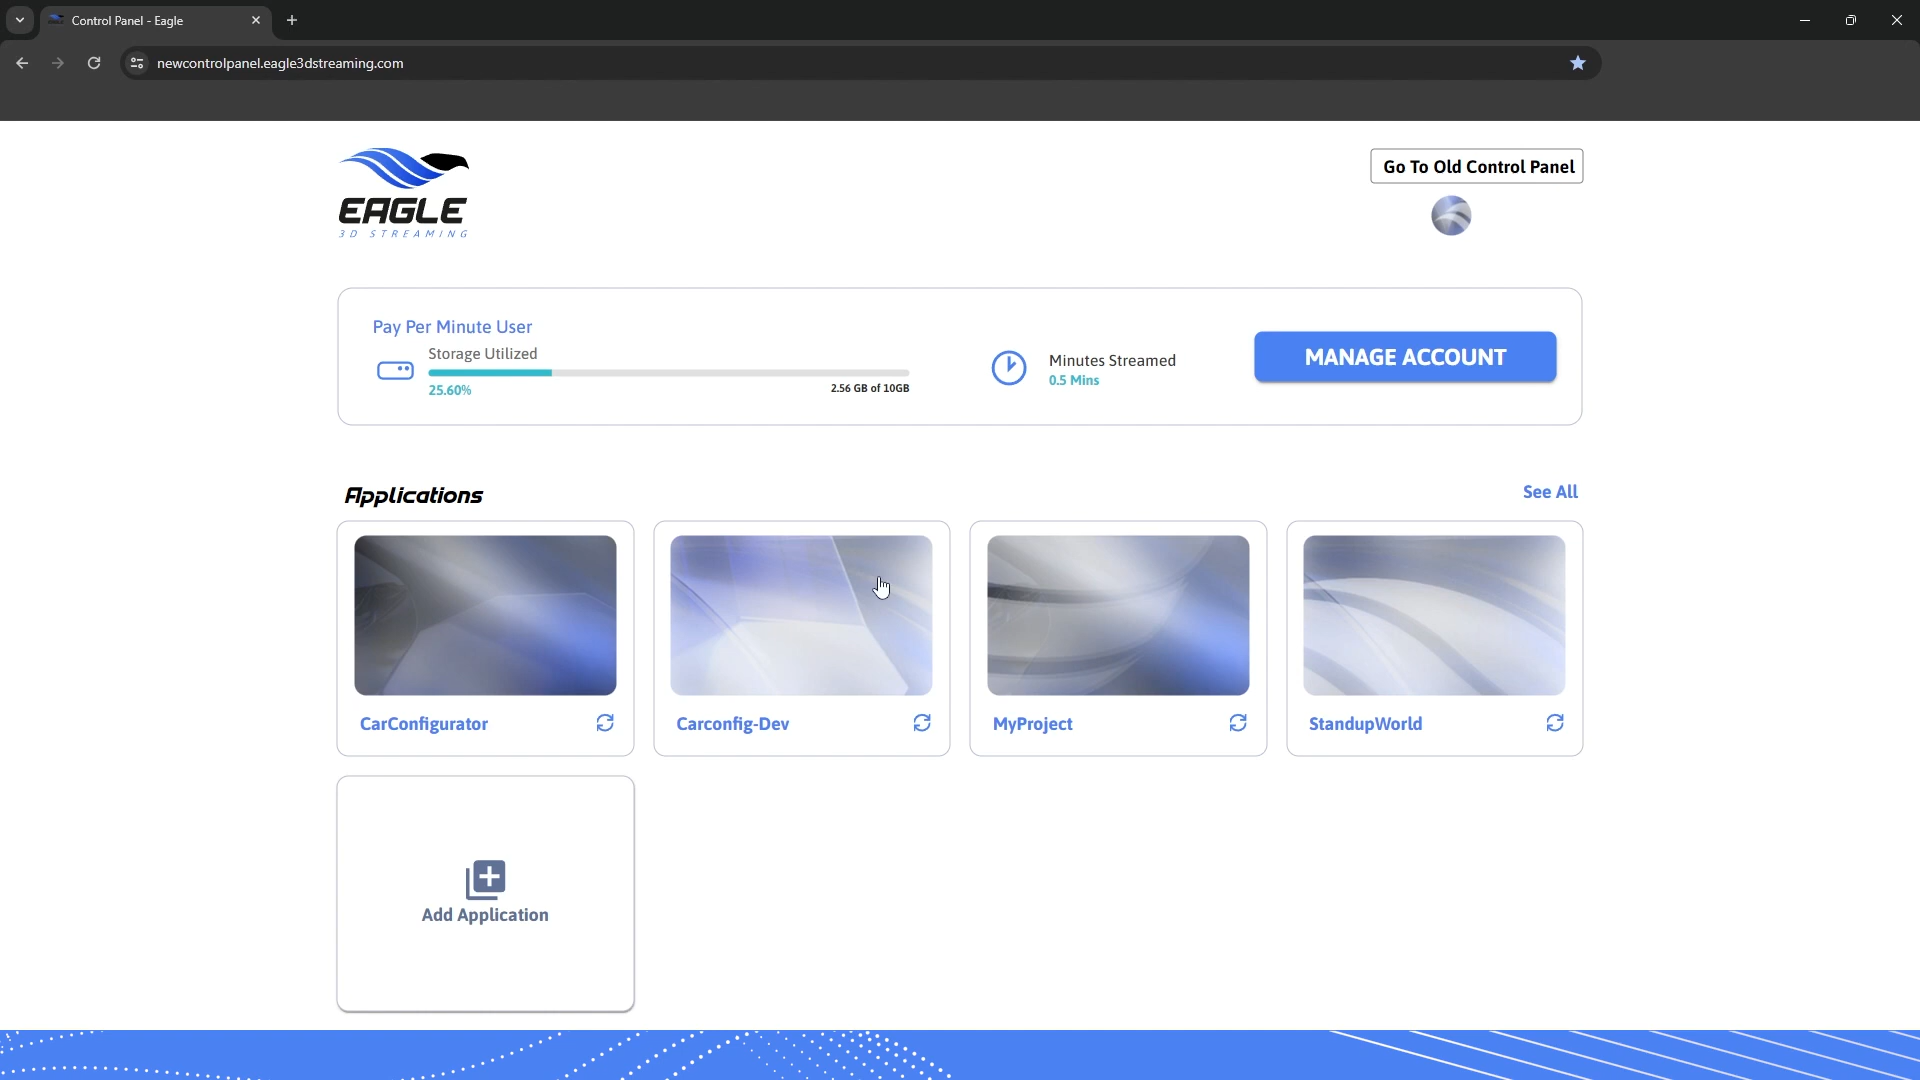 Control Panel - Eagle
newcontrolpanel.eagle3dstreaming.com
EAGLE
3D STREAMING
Go To Old Control Panel
Pay Per Minute User
Storage Utilized
25.60%
2.56 GB of 10GB
Minutes Streamed
0.5 Mins
MANAGE ACCOUNT
Applications
See All
CarConfigurator
Carconfig-Dev
MyProject
StandupWorld
Add Application